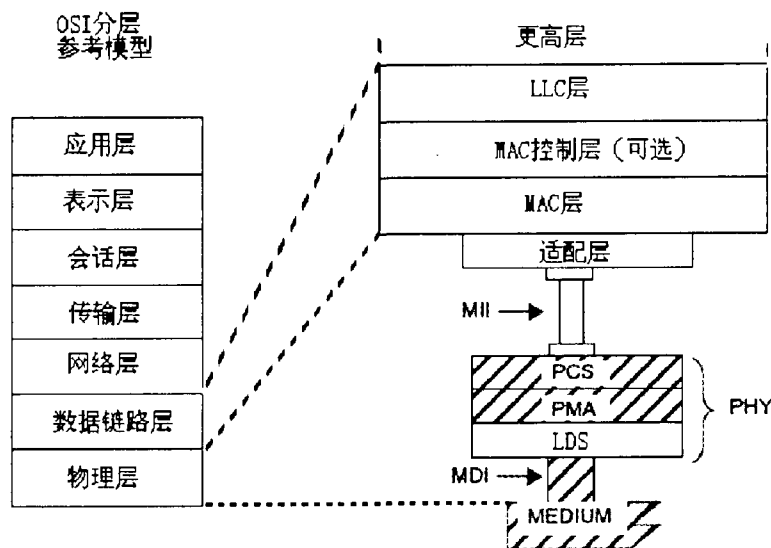 OSI分层
参考模型
应用层
表示层
会话层
传输层
网络层
数据链路层
物理层
更高层
LLC层
MAC控制层（可选）
MAC层
适配层
MII
PCS
PMA
LDS
PHY
MDI
MEDIUM